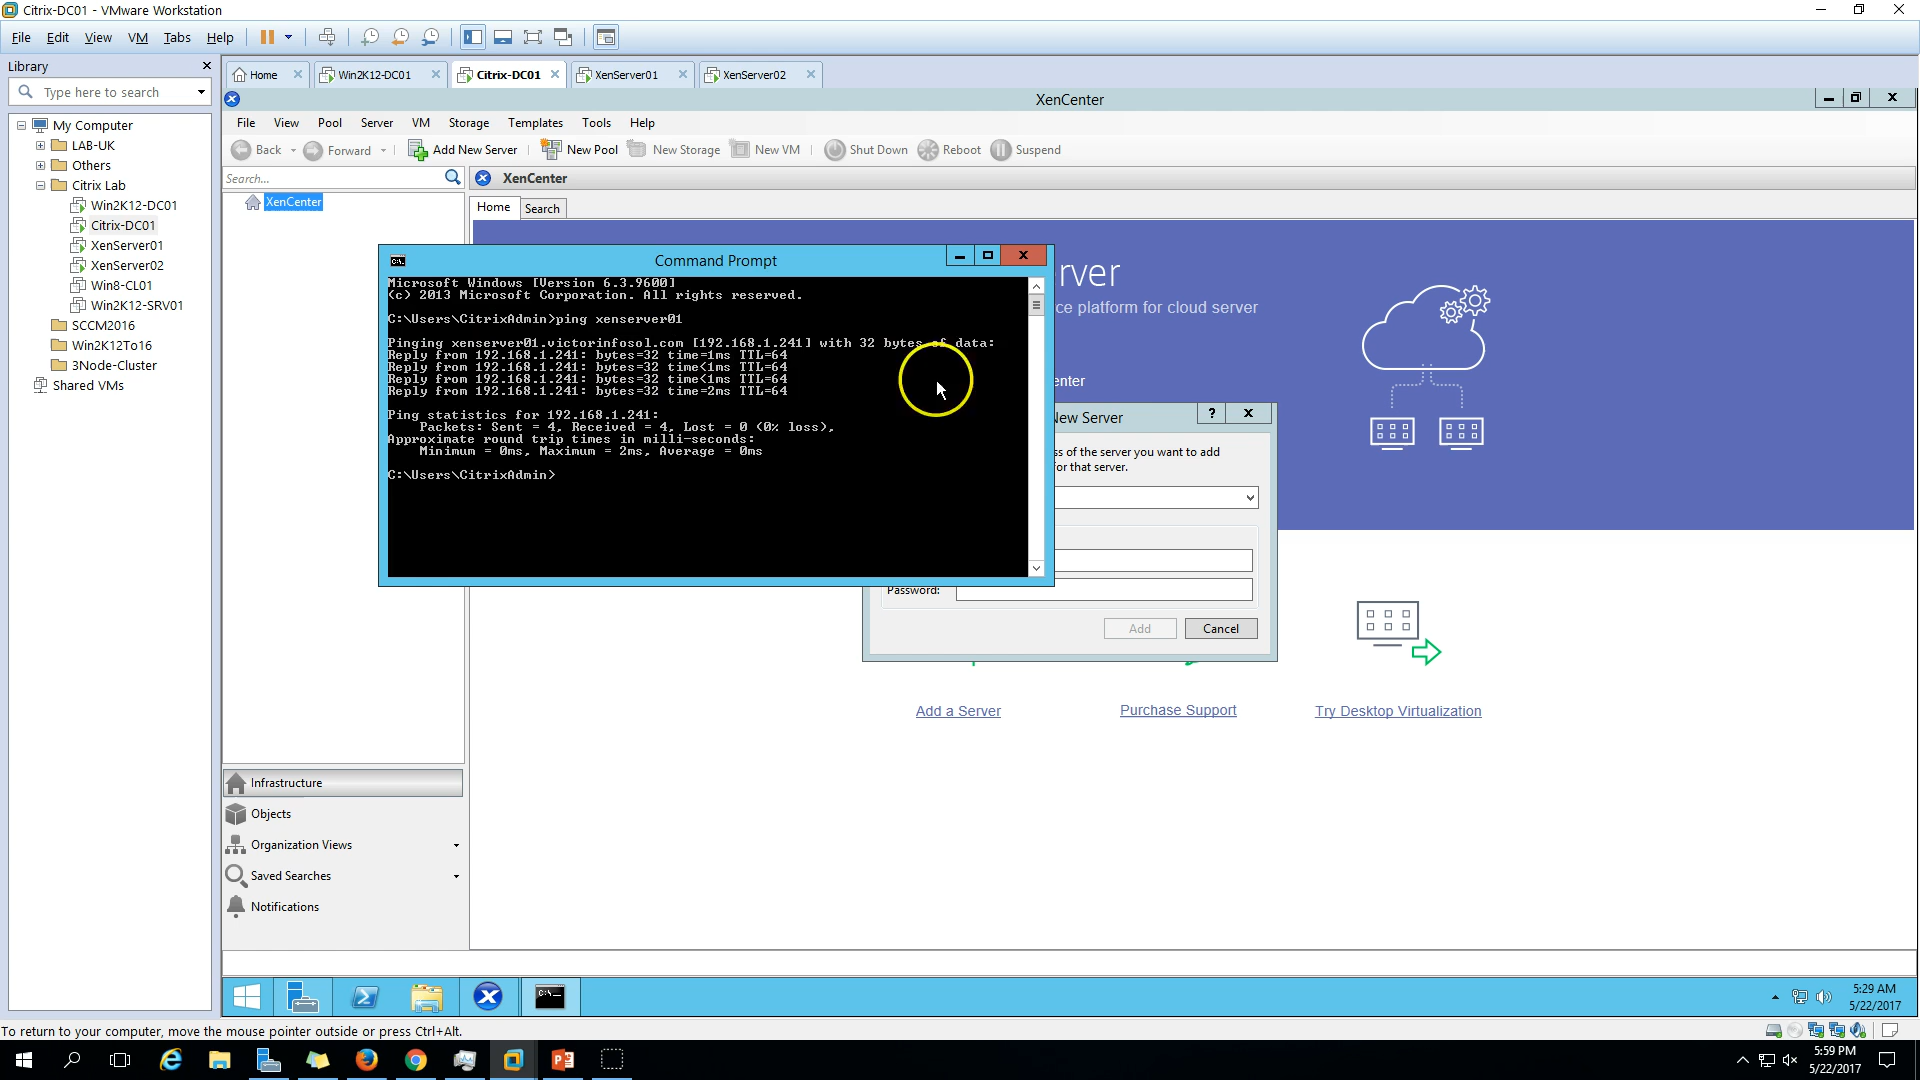 Citrix-DC01 - VMware Workstation
File Edit View VM Tabs Help
Library
Type here to search
My Computer
LAB-UK
Others
Citrix Lab
Win2K12-DC01
Citrix-DC01
XenServer01
XenServer02
Win8-CL01
Win2K12-SRV01
SCCM2016
Win2K12To16
3Node-Cluster
Shared VMs
Home Win2K12-DC01 Citrix-DC01 XenServer01 XenServer02
XenCenter
File View Pool Server VM Storage Templates Tools Help
Back Forward Add New Server New Pool New Storage New VM Shut Down Reboot Suspend
Search...
XenCenter
XenCenter
Home Search
rver
ce platform for cloud server
enter
Command Prompt
Microsoft Windows [Version 6.3.9600]
(c) 2013 Microsoft Corporation. All rights reserved.
C:\Users\CitrixAdmin>ping xenserver01
Pinging xenserver01.victorinfosol.com [192.168.1.241] with 32 bytes of data:
Reply from 192.168.1.241: bytes=32 time=1ms TTL=64
Reply from 192.168.1.241: bytes=32 time<1ms TTL=64
Reply from 192.168.1.241: bytes=32 time<1ms TTL=64
Reply from 192.168.1.241: bytes=32 time=2ms TTL=64
Ping statistics for 192.168.1.241:
Packets: Sent = 4, Received = 4, Lost = 0 (0% loss),
Approximate round trip times in milli-seconds:
Minimum = 0ms, Maximum = 2ms, Average = 0ms
C:\Users\CitrixAdmin>
New Server
ss of the server you want to add
or that server.
Password:
Add Cancel
Add a Server Purchase Support Try Desktop Virtualization
Infrastructure
Objects
Organization Views
Saved Searches
Notifications
5:29 AM
5/22/2017
To return to your computer, move the mouse pointer outside or press Ctrl+Alt.
5:59 PM
5/22/2017